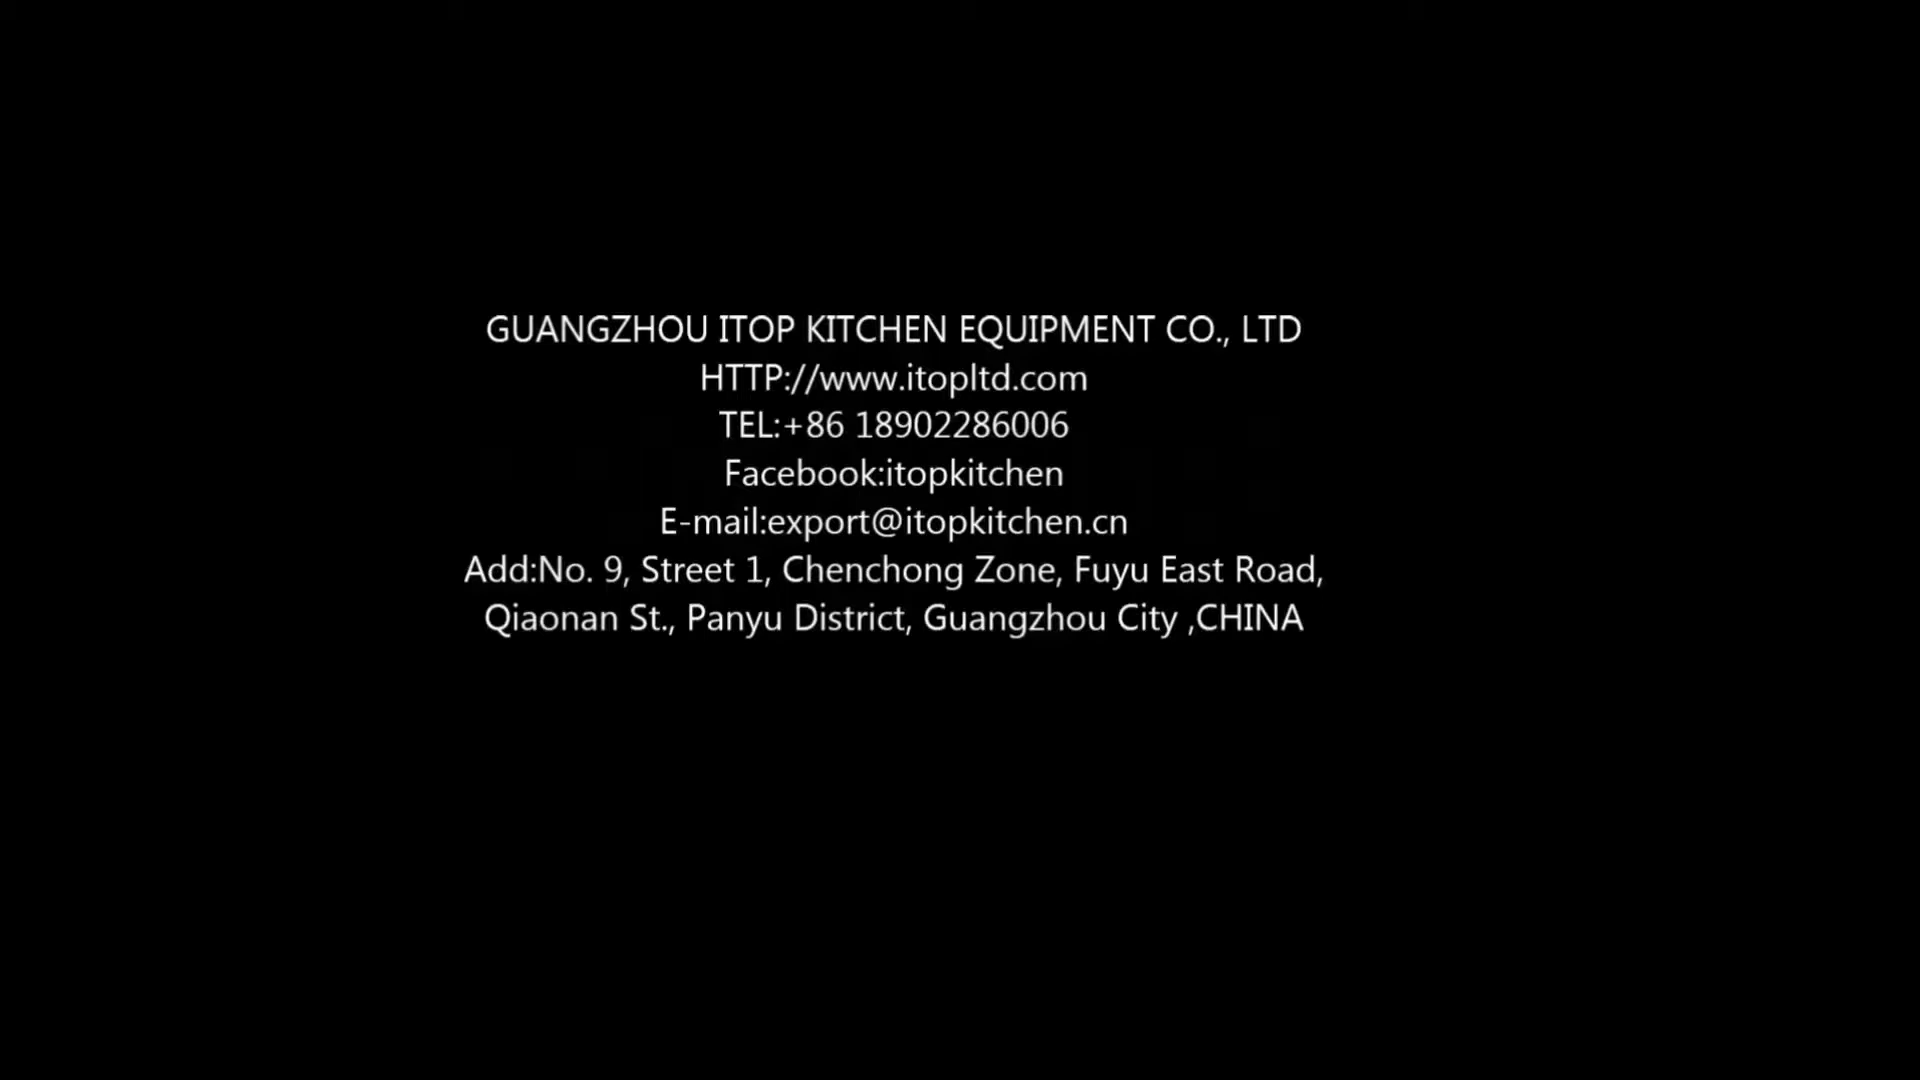 GUANGZHOU ITOP KITCHEN EQUIPMENT CO., LTD
HTTP://www.itopltd.com
TEL:+86 18902286006
Facebook:itopkitchen
E-mail:export@itopkitchen.cn
Add:No. 9, Street 1, Chenchong Zone, Fuyu East Road,
Qiaonan St., Panyu District, Guangzhou City ,CHINA